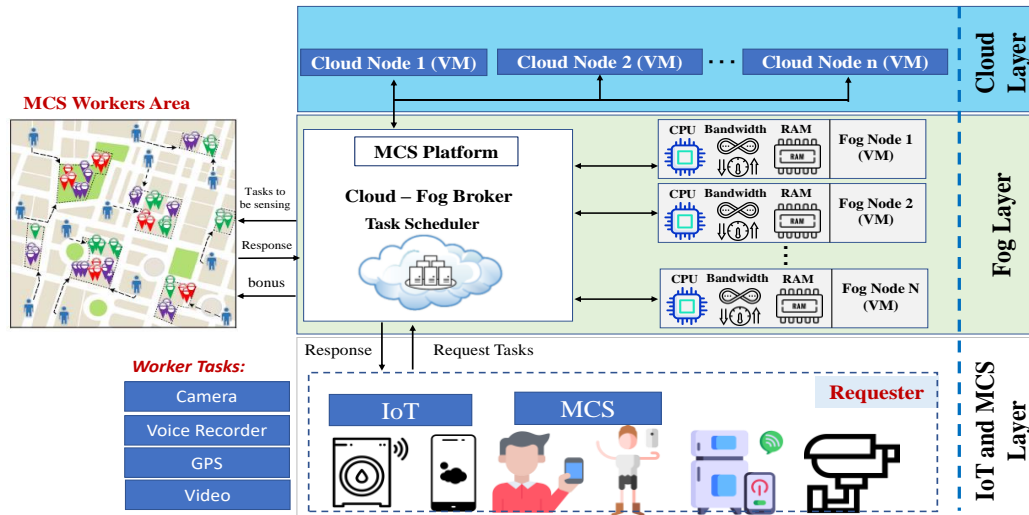 Cloud Node 1 (VM)
Cloud Node 2 (VM)
...
Cloud Node n (VM)
Cloud
Layer
MCS Workers Area
MCS Platform
Cloud – Fog Broker
Task Scheduler
Tasks to
be sensing
Response
bonus
CPU Bandwidth RAM
RAM
Fog Node 1
(VM)
CPU Bandwidth RAM
RAM
Fog Node 2
(VM)
CPU Bandwidth RAM
RAM
Fog Node N
(VM)
Fog Layer
Response
Request Tasks
Worker Tasks:
Camera
Voice Recorder
GPS
Video
Requester
IoT
MCS
IoT and MCS
Layer